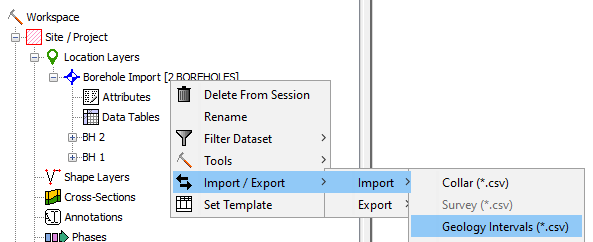 Workspace
Site / Project
Location Layers
Borehole Import [2 BOREHOLES]
Attributes
Data Tables
BH 2
BH 1
Shape Layers
Cross-Sections
Annotations
Phases
Delete From Session
Rename
Filter Dataset
Tools
Import / Export
Set Template
Import
Export
Collar (*.csv)
Survey (*.csv)
Geology Intervals (*.csv)